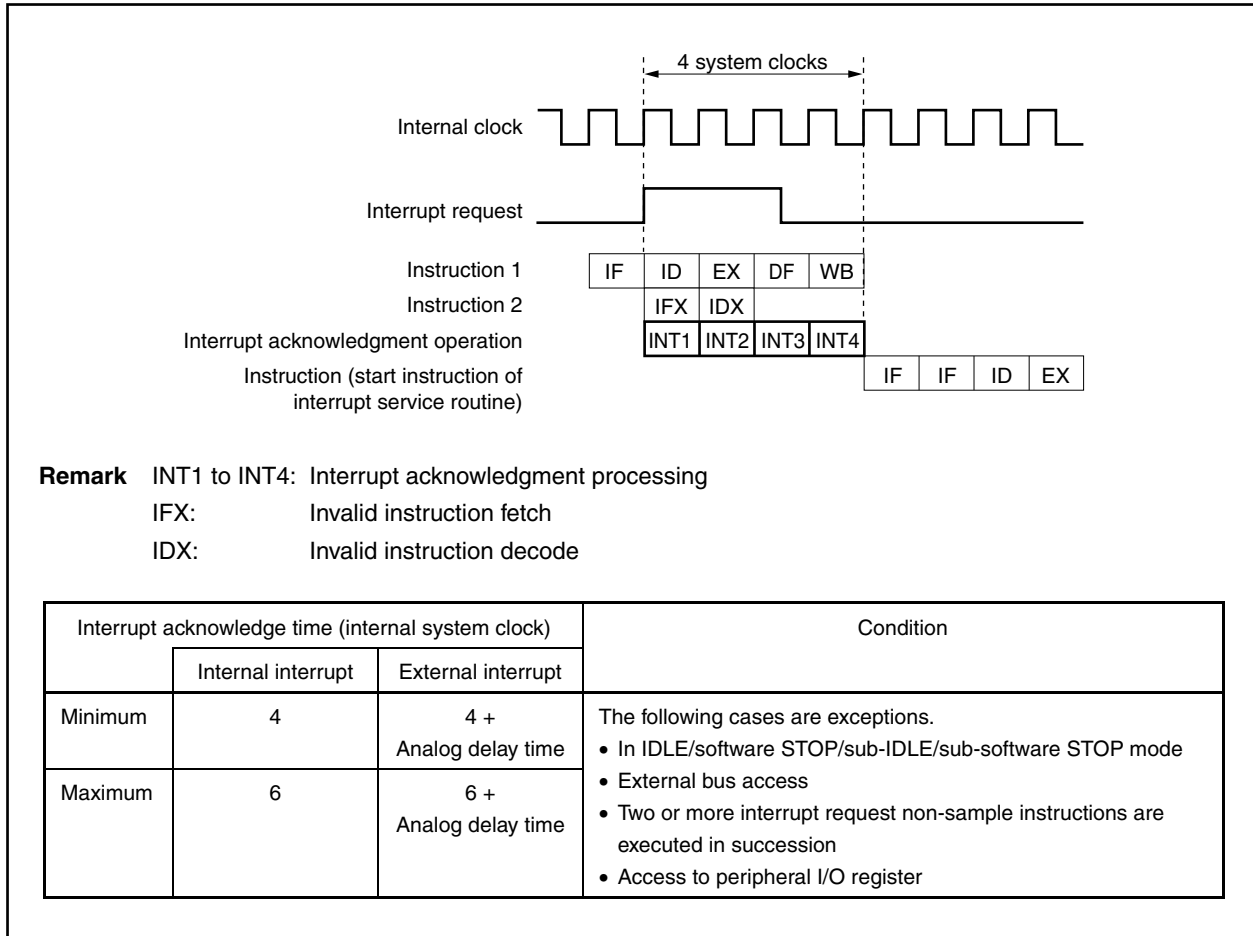 4 system clocks
Internal clock
Interrupt request
Instruction 1
IF ID EX DF WB
Instruction 2
IFX IDX
Interrupt acknowledgment operation
INT1 INT2 INT3 INT4
Instruction (start instruction of
interrupt service routine)
IF IF ID EX
Remark INT1 to INT4: Interrupt acknowledgment processing
IFX: Invalid instruction fetch
IDX: Invalid instruction decode
Interrupt acknowledge time (internal system clock)
Condition
Internal interrupt
External interrupt
Minimum
4
4 +
Analog delay time
Maximum
6
6 +
Analog delay time
The following cases are exceptions.
• In IDLE/software STOP/sub-IDLE/sub-software STOP mode
• External bus access
• Two or more interrupt request non-sample instructions are
executed in succession
• Access to peripheral I/O register